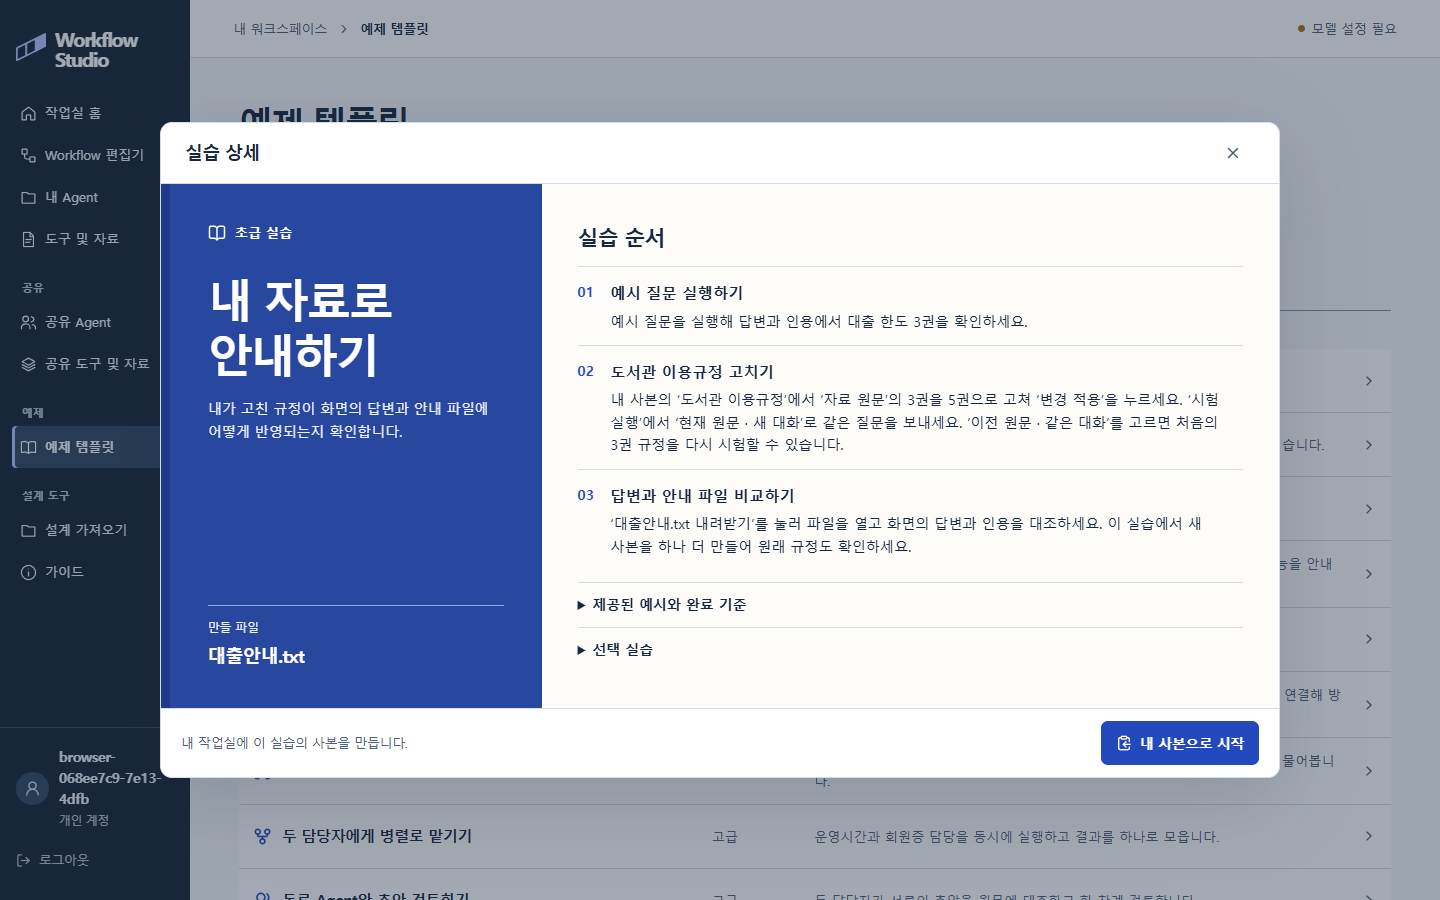 Workflow
Studio
작업실 홈
Workflow 편집기
내 Agent
도구 및 자료
공유
공유 Agent
공유 도구 및 자료
예제
예제 템플릿
설계 도구
설계 가져오기
가이드
browser-
068ee7c9-7e13-
4dfb
개인 계정
로그아웃
내 워크스페이스 > 예제 템플릿
모델 설정 필요
예제 템플릿
실습 상세
초급 실습
내 자료로
안내하기
내가 고친 규정이 화면의 답변과 안내 파일에
어떻게 반영되는지 확인합니다.
만들 파일
대출안내.txt
실습 순서
01 예시 질문 실행하기
예시 질문을 실행해 답변과 인용에서 대출 한도 3권을 확인하세요.
02 도서관 이용규정 고치기
내 사본의 ‘도서관 이용규정’에서 ‘자료 원문’의 3권을 5권으로 고쳐 ‘변경 적용’을 누르세요. ‘시험
실행’에서 ‘현재 원문 · 새 대화’로 같은 질문을 보내세요. ‘이전 원문 · 같은 대화’를 고르면 처음의
3권 규정을 다시 시험할 수 있습니다.
03 답변과 안내 파일 비교하기
‘대출안내.txt 내려받기’를 눌러 파일을 열고 화면의 답변과 인용을 대조하세요. 이 실습에서 새
사본을 하나 더 만들어 원래 규정도 확인하세요.
제공된 예시와 완료 기준
선택 실습
내 작업실에 이 실습의 사본을 만듭니다.
내 사본으로 시작
습니다.
능을 안내
연결해 방
물어봅니
다.
두 담당자에게 병렬로 맡기기
고급
운영시간과 회원증 담당을 동시에 실행하고 결과를 하나로 모읍니다.